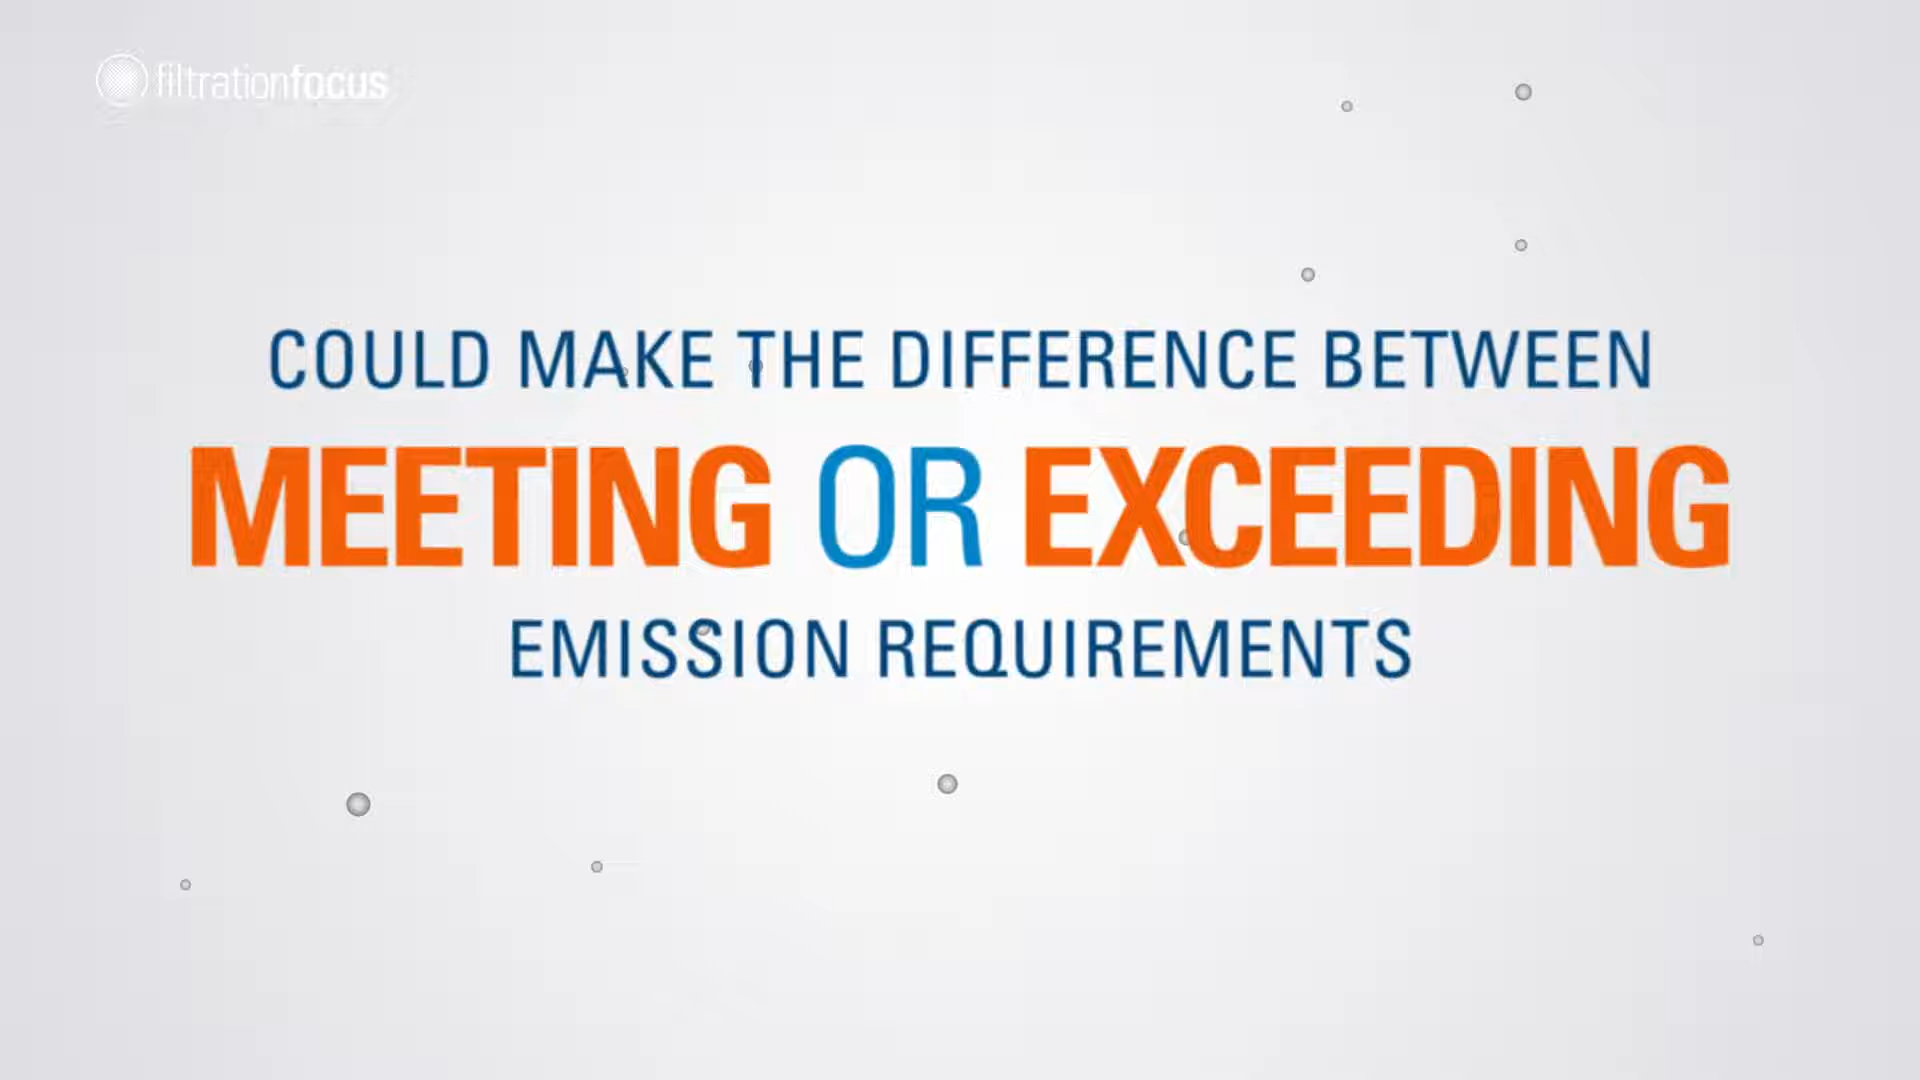 filtrationfocus
COULD MAKE THE DIFFERENCE BETWEEN
MEETING OR EXCEEDING
EMISSION REQUIREMENTS